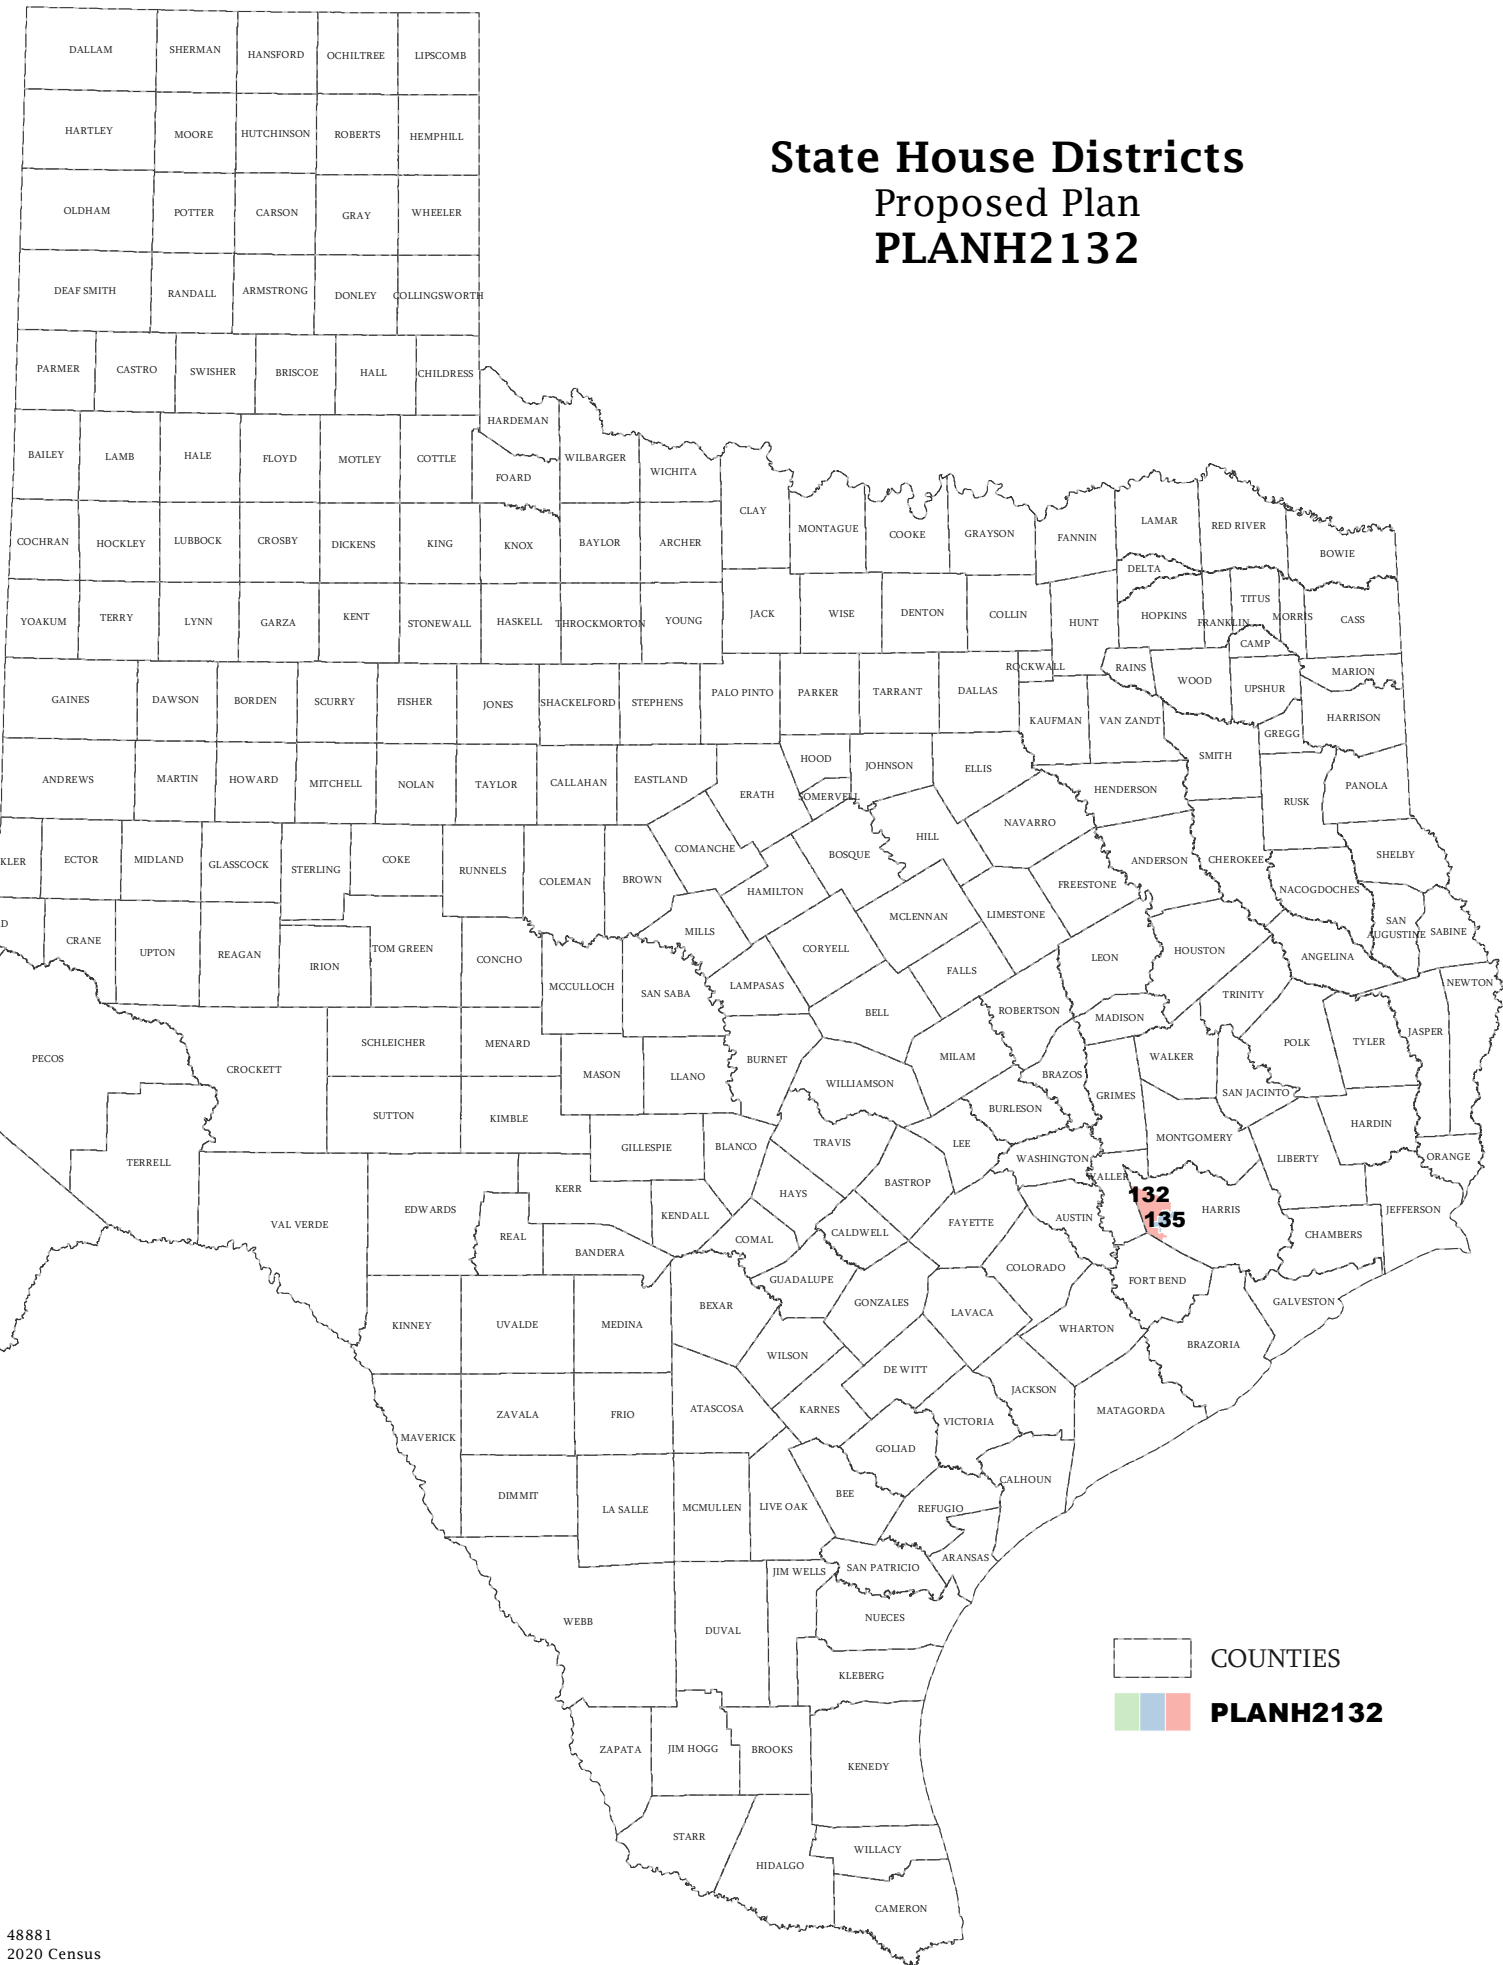 State House Districts
Proposed Plan
PLANH2132
DALLAM SHERMAN HANSFORD OCHILTREE LIPSCOMB
HARTLEY MOORE HUTCHINSON ROBERTS HEMPHILL
OLDHAM POTTER CARSON GRAY WHEELER
DEAF SMITH RANDALL ARMSTRONG DONLEY COLLINGSWORTH
PARMER CASTRO SWISHER BRISCOE HALL CHILDRESS
HARDEMAN
BAILEY LAMB HALE FLOYD MOTLEY COTTLE FOARD WILBARGER WICHITA
CLAY MONTAGUE COOKE GRAYSON FANNIN LAMAR RED RIVER BOWIE
COCHRAN HOCKLEY LUBBOCK CROSBY DICKENS KING KNOX BAYLOR ARCHER
DELTA
YOAKUM TERRY LYNN GARZA KENT STONEWALL HASKELL THROCKMORTON YOUNG JACK WISE DENTON COLLIN HUNT HOPKINS FRANKLIN TITUS MORRIS CASS
CAMP
ROCKWALL RAINS WOOD UPSHUR MARION
GAINES DAWSON BORDEN SCURRY FISHER JONES SHACKELFORD STEPHENS PALO PINTO PARKER TARRANT DALLAS
KAUFMAN VAN ZANDT GREGG HARRISON
ANDREWS MARTIN HOWARD MITCHELL NOLAN TAYLOR CALLAHAN EASTLAND ERATH HOOD JOHNSON ELLIS SMITH
SOMERVELL HENDERSON RUSK PANOLA
KLER ECTOR MIDLAND GLASSCOCK STERLING COKE RUNNELS COLEMAN BROWN COMANCHE BOSQUE HILL NAVARRO
ANDERSON CHEROKEE SHELBY
HAMILTON FREESTONE NACOGDOCHES
D CRANE UPTON REAGAN IRION TOM GREEN CONCHO MILLS CORYELL MCLENNAN LIMESTONE
SAN
AUGUSTINE SABINE
LEON HOUSTON ANGELINA
MCCULLOCH SAN SABA LAMPASAS FALLS
BELL ROBERTSON TRINITY NEWTON
MADISON
PECOS CROCKETT SCHLEICHER MENARD MASON LLANO BURNET WILLIAMSON MILAM BRAZOS WALKER POLK TYLER JASPER
GRIMES SAN JACINTO
SUTTON KIMBLE BURLESON HARDIN
TERRELL GILLESPIE BLANCO TRAVIS LEE WASHINGTON MONTGOMERY LIBERTY ORANGE
WALLER
VAL VERDE EDWARDS KERR KENDALL HAYS BASTROP
132
HARRIS
135
JEFFERSON
REAL BANDERA COMAL CALDWELL FAYETTE AUSTIN CHAMBERS
COLORADO
GUADALUPE FORT BEND
KINNEY UVALDE MEDINA BEXAR GONZALES LAVACA GALVESTON
WHARTON BRAZORIA
WILSON DE WITT
ZAVALA FRIO ATASCOSA KARNES JACKSON
VICTORIA MATAGORDA
MAVERICK GOLIAD
DIMMIT LA SALLE MCMULLEN LIVE OAK BEE CALHOUN
REFUGIO
ARANSAS
JIM WELLS SAN PATRICIO
WEBB DUVAL NUECES
KLEBERG
COUNTIES
PLANH2132
ZAPATA JIM HOGG BROOKS KENEDY
STARR HIDALGO WILLACY
CAMERON
48881
2020 Census